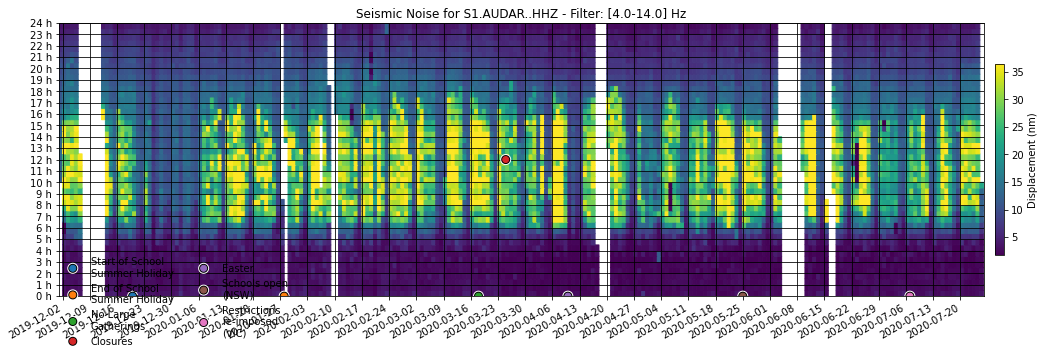 Seismic Noise for S1.AUDAR..HHZ - Filter: [4.0-14.0] Hz
24 h
23 h
22 h
21 h
20 h
19 h
18 h
17 h
16 h
15 h
14 h
13 h
12 h
11 h
10 h
9 h
8 h
7 h
6 h
5 h
4 h
3 h
2 h
1 h
0 h
35
30
25
20
15
10
5
Displacement (nm)
Start of School
Summer Holiday
End of School
Summer Holiday
No Large
Gatherings
Closures
Easter
Schools open
(NSW)
Restrictions
re-imposed
(VIC)
2019-12-02
2019-12-09
2020-01-06
2020-02-03
2020-02-10
2020-02-17
2020-02-24
2020-03-02
2020-03-09
2020-03-16
2020-03-23
2020-03-30
2020-04-06
2020-04-13
2020-04-20
2020-04-27
2020-05-04
2020-05-11
2020-05-18
2020-05-25
2020-06-01
2020-06-08
2020-06-15
2020-06-22
2020-06-29
2020-07-06
2020-07-13
2020-07-20